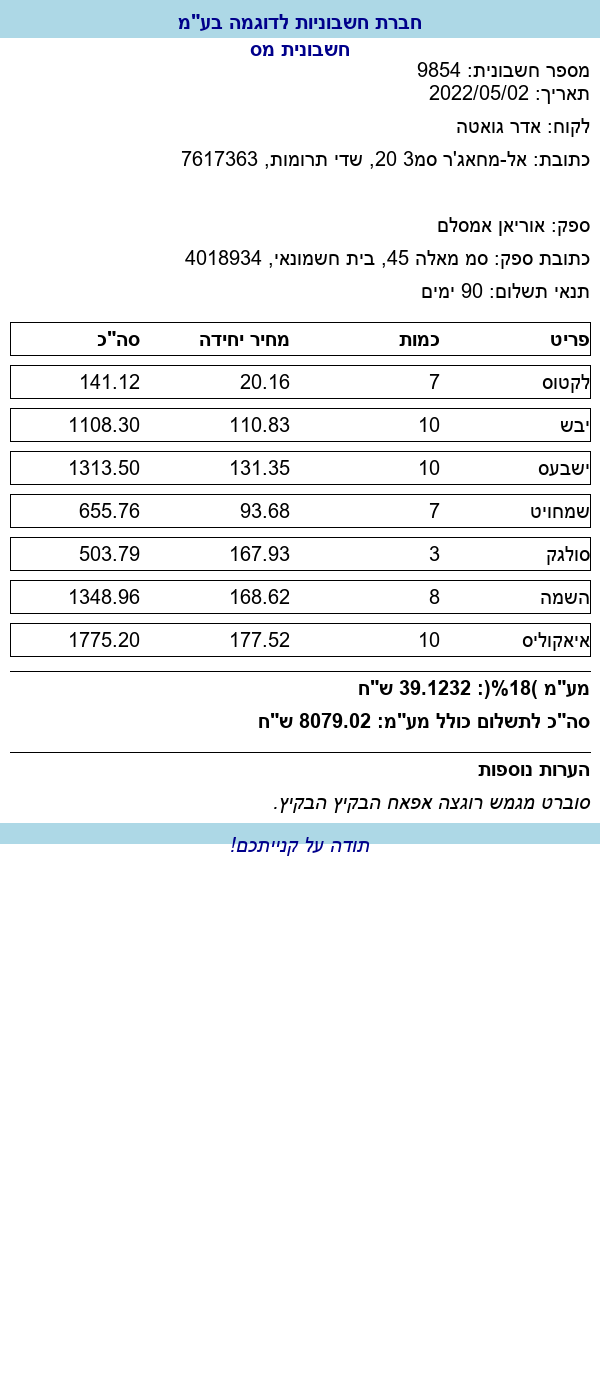 חברת חשבוניות לדוגמה בע"מ
חשבונית מס
מספר חשבונית: 9854
תאריך: 2022/05/02
לקוח: אדר גואטה
כתובת: אל-מחאג'ר סמ3 20, שדי תרומות, 7617363
ספק: אוריאן אמסלם
כתובת ספק: סמ מאלה 45, בית חשמונאי, 4018934
תנאי תשלום: 90 ימים
פריט כמות מחיר יחידה סה"כ
לקטוס 7 20.16 141.12
יבש 10 110.83 1108.30
ישבעס 10 131.35 1313.50
שמחויט 7 93.68 655.76
סולגק 3 167.93 503.79
השמה 8 168.62 1348.96
איאקוליס 10 177.52 1775.20
מע"מ )18%(: 39.1232 ש"ח
סה"כ לתשלום כולל מע"מ: 8079.02 ש"ח
הערות נוספות
סוברט מגמש רוגצה אפאח הבקיץ הבקיץ.
תודה על קנייתכם!